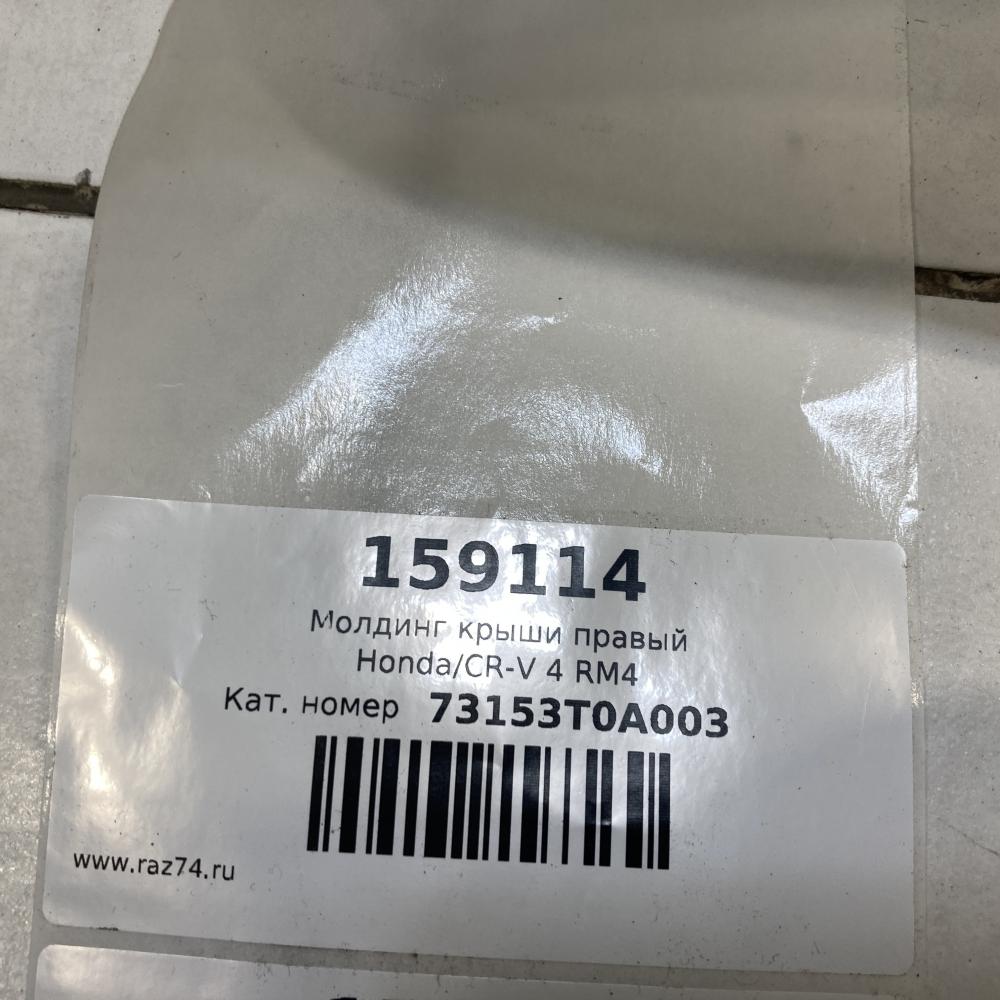 159114
Молдинг крыши правый
Honda/CR-V 4 RM4
Кат. номер 73153T0A003
www.raz74.ru